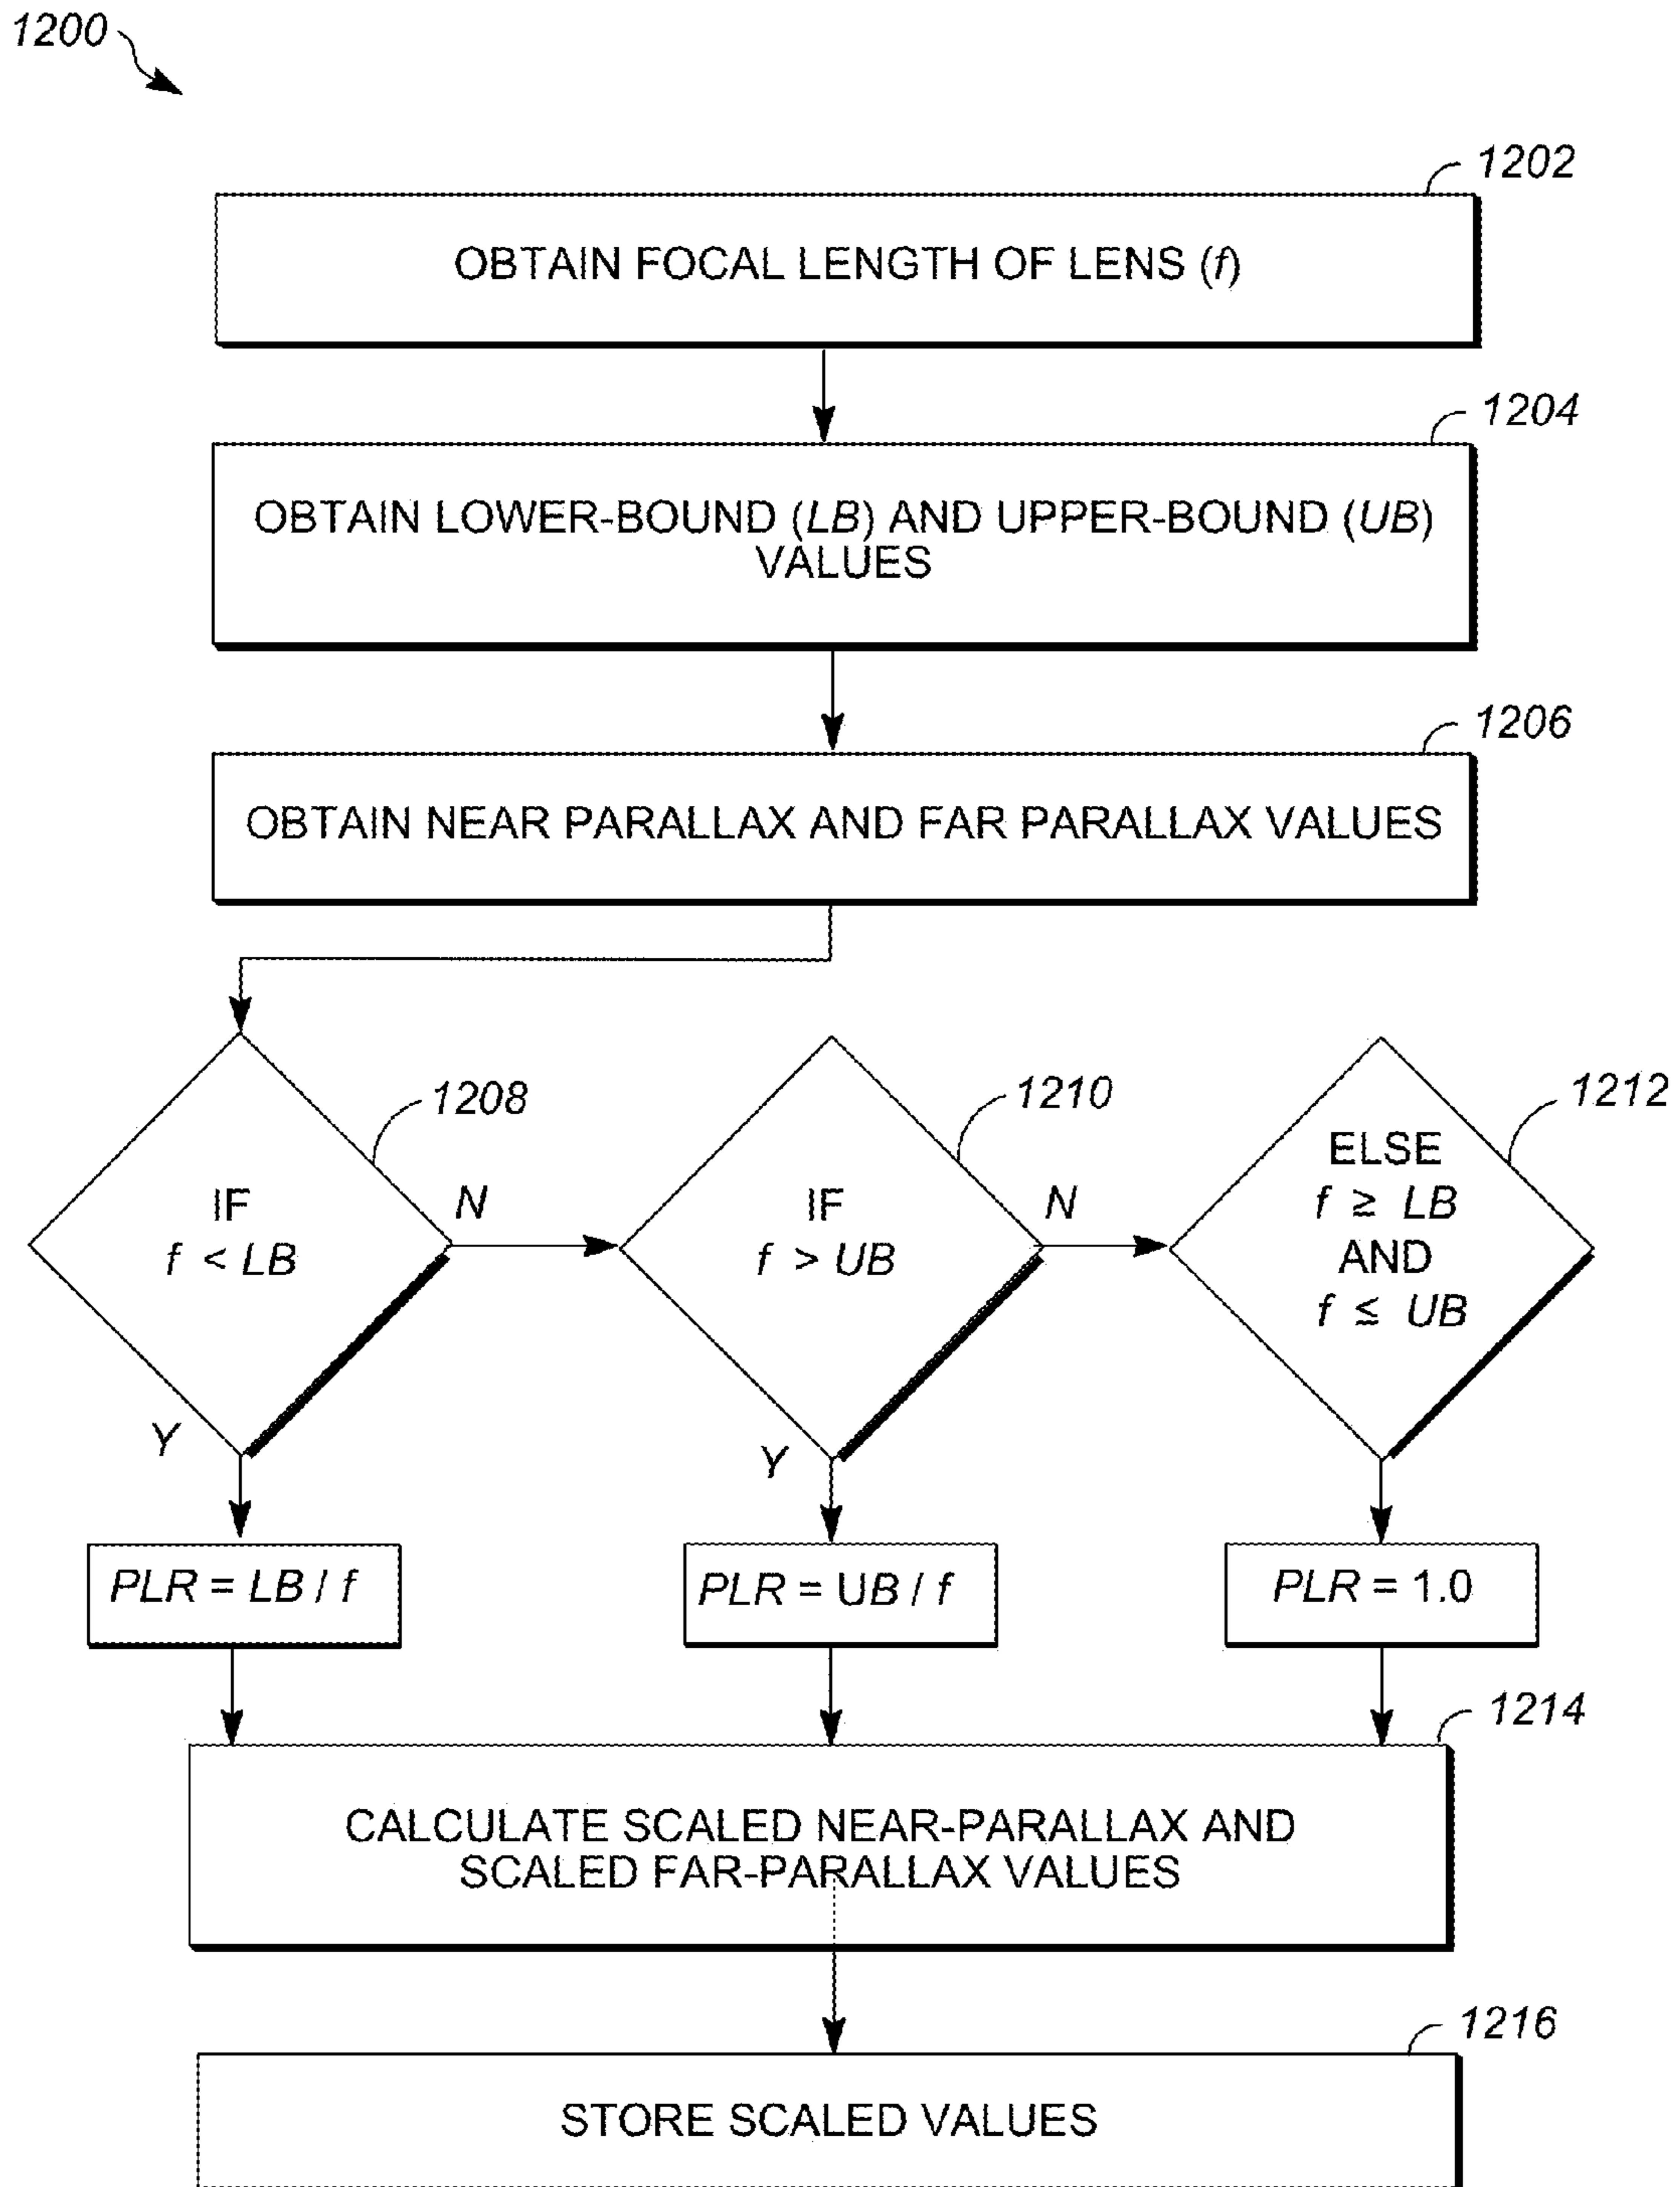 1200
1202
OBTAIN FOCAL LENGTH OF LENS (f)
1204
OBTAIN LOWER-BOUND (LB) AND UPPER-BOUND (UB)
VALUES
1206
OBTAIN NEAR PARALLAX AND FAR PARALLAX VALUES
1208
IF
f < LB
N
Y
1210
IF
f > UB
N
Y
1212
ELSE
f ≥ LB
AND
f ≤ UB
PLR = LB / f
PLR = UB / f
PLR = 1.0
1214
CALCULATE SCALED NEAR-PARALLAX AND
SCALED FAR-PARALLAX VALUES
1216
STORE SCALED VALUES